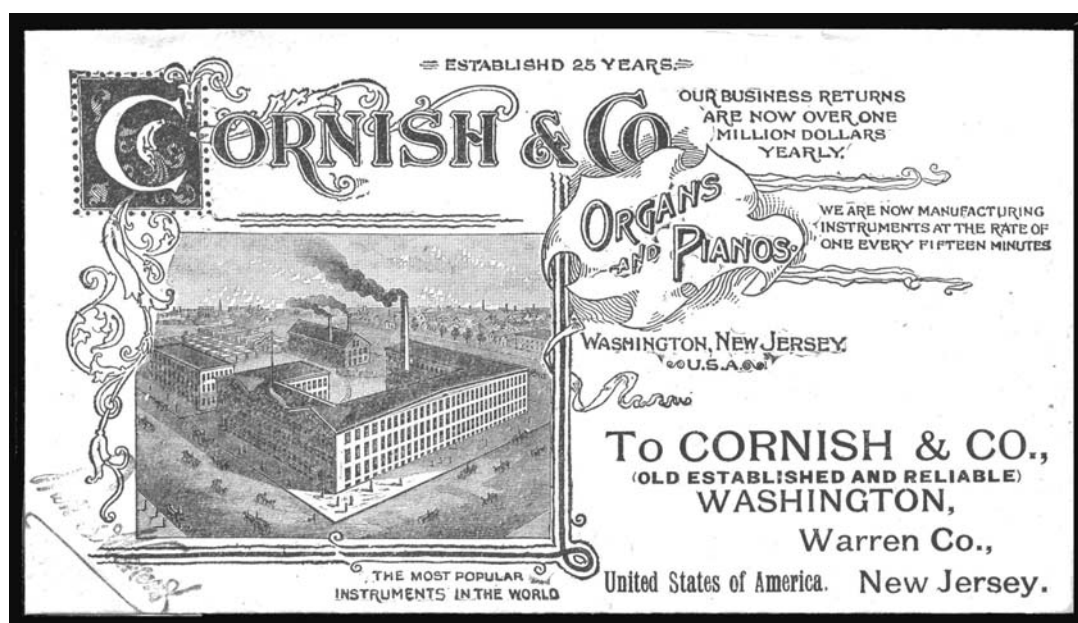 ESTABLISHD 25 YEARS.
CORNISH & CO
OUR BUSINESS RETURNS
ARE NOW OVER ONE
MILLION DOLLARS
YEARLY.
ORGANS
AND PIANOS.
WE ARE NOW MANUFACTURING
INSTRUMENTS AT THE RATE OF
ONE EVERY FIFTEEN MINUTES
WASHINGTON, NEW JERSEY.
U.S.A.
To CORNISH & CO.,
(OLD ESTABLISHED AND RELIABLE)
WASHINGTON,
Warren Co.,
United States of America. New Jersey.
THE MOST POPULAR
INSTRUMENTS IN THE WORLD